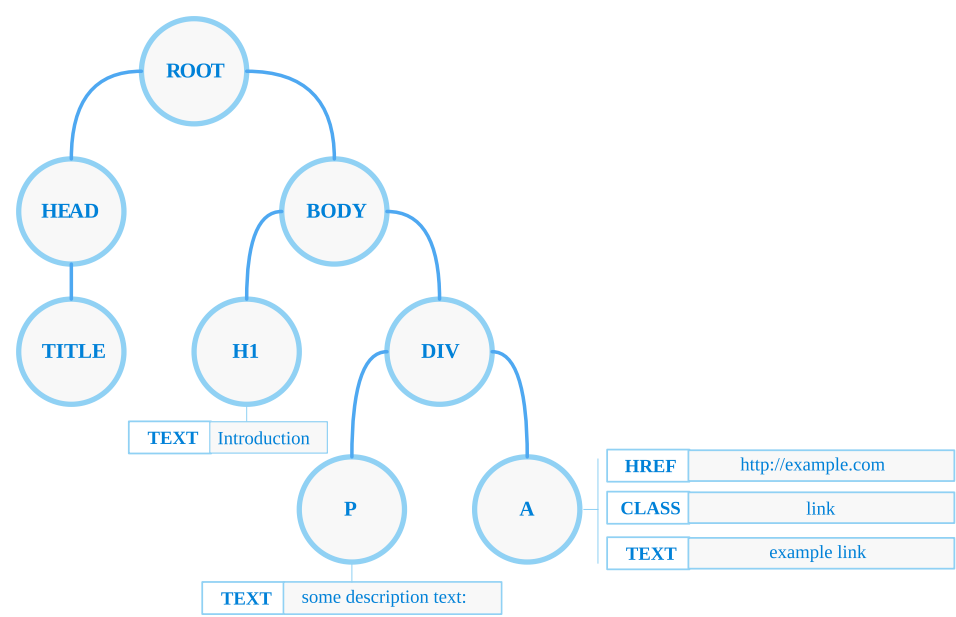 ROOT
HEAD
BODY
TITLE
H1
DIV
TEXT Introduction
P
A
HREF http://example.com
CLASS link
TEXT example link
TEXT some description text: